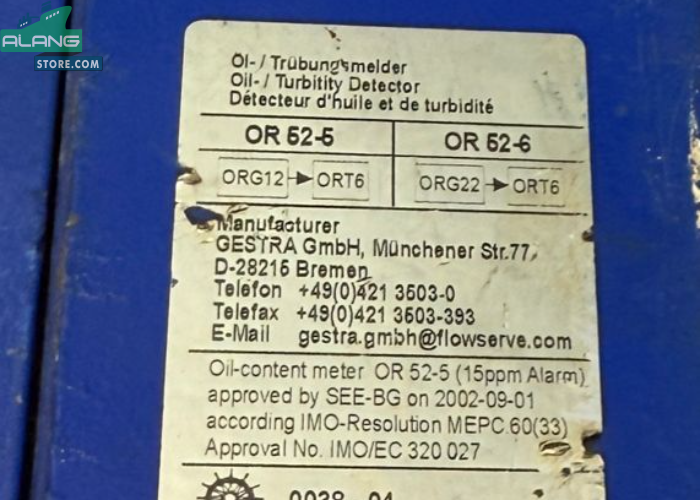 ALANG
STORE.COM
Öl- / Trübungsmelder
Oil- / Turbitity Detector
Détecteur d'huile et de turbidité
OR 52-5 OR 52-6
ORG12 ORT6 ORG22 ORT6
Manufacturer
GESTRA GmbH, Münchener Str.77,
D-28215 Bremen
Telefon +49(0)421 3503-0
Telefax +49(0)421 3503-393
E-Mail gestra.gmbh@flowserve.com
Oil-content meter OR 52-5 (15ppm Alarm)
approved by SEE-BG on 2002-09-01
according IMO-Resolution MEPC.60(33)
Approval No. IMO/EC 320 027